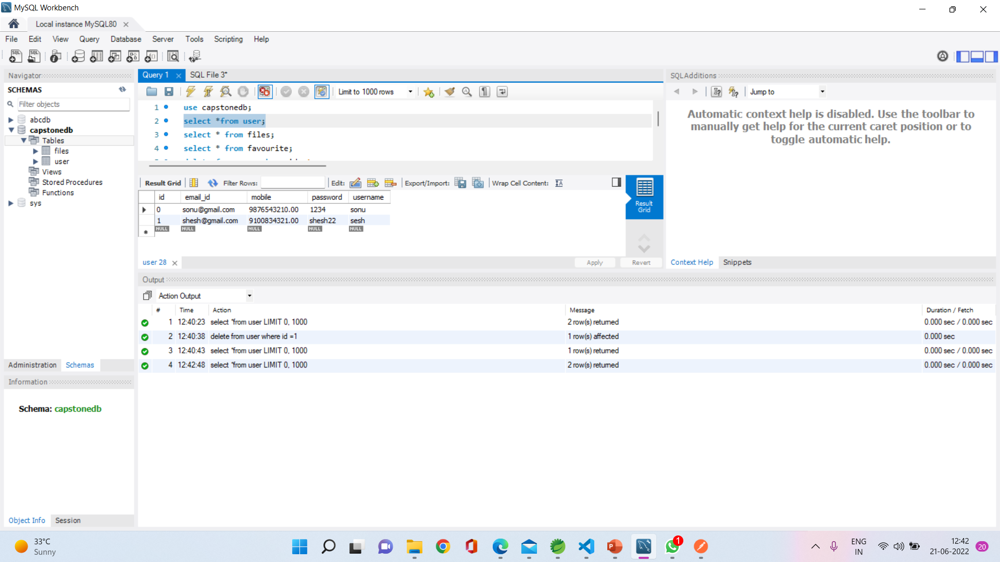 MySQL Workbench
Local instance MySQL80
File Edit View Query Database Server Tools Scripting Help
Navigator
SCHEMAS
Filter objects
abcdb
capstonedb
Tables
files
user
Views
Stored Procedures
Functions
sys
Administration Schemas
Information
Schema: capstonedb
Object Info Session
Query 1 SQL File 3*
Limit to 1000 rows
1 use capstonedb;
2 select *from user;
3 select * from files;
4 select * from favourite;
Result Grid Filter Rows: Edit: Export/Import: Wrap Cell Content:
id email_id mobile password username
0 sonu@gmail.com 9876543210.00 1234 sonu
1 shesh@gmail.com 9100834321.00 shesh22 sesh
NULL NULL NULL NULL NULL
Result
Grid
user 28 Apply Revert
SQLAdditions
Jump to
Automatic context help is disabled. Use the toolbar to
manually get help for the current caret position or to
toggle automatic help.
Context Help Snippets
Output
Action Output
# Time Action Message Duration / Fetch
1 12:40:23 select *from user LIMIT 0, 1000 2 row(s) returned 0.000 sec / 0.000 sec
2 12:40:38 delete from user where id =1 1 row(s) affected 0.000 sec
3 12:40:43 select *from user LIMIT 0, 1000 1 row(s) returned 0.000 sec / 0.000 sec
4 12:42:48 select *from user LIMIT 0, 1000 2 row(s) returned 0.000 sec / 0.000 sec
33°C
Sunny
1
ENG
IN
12:42
21-06-2022
20